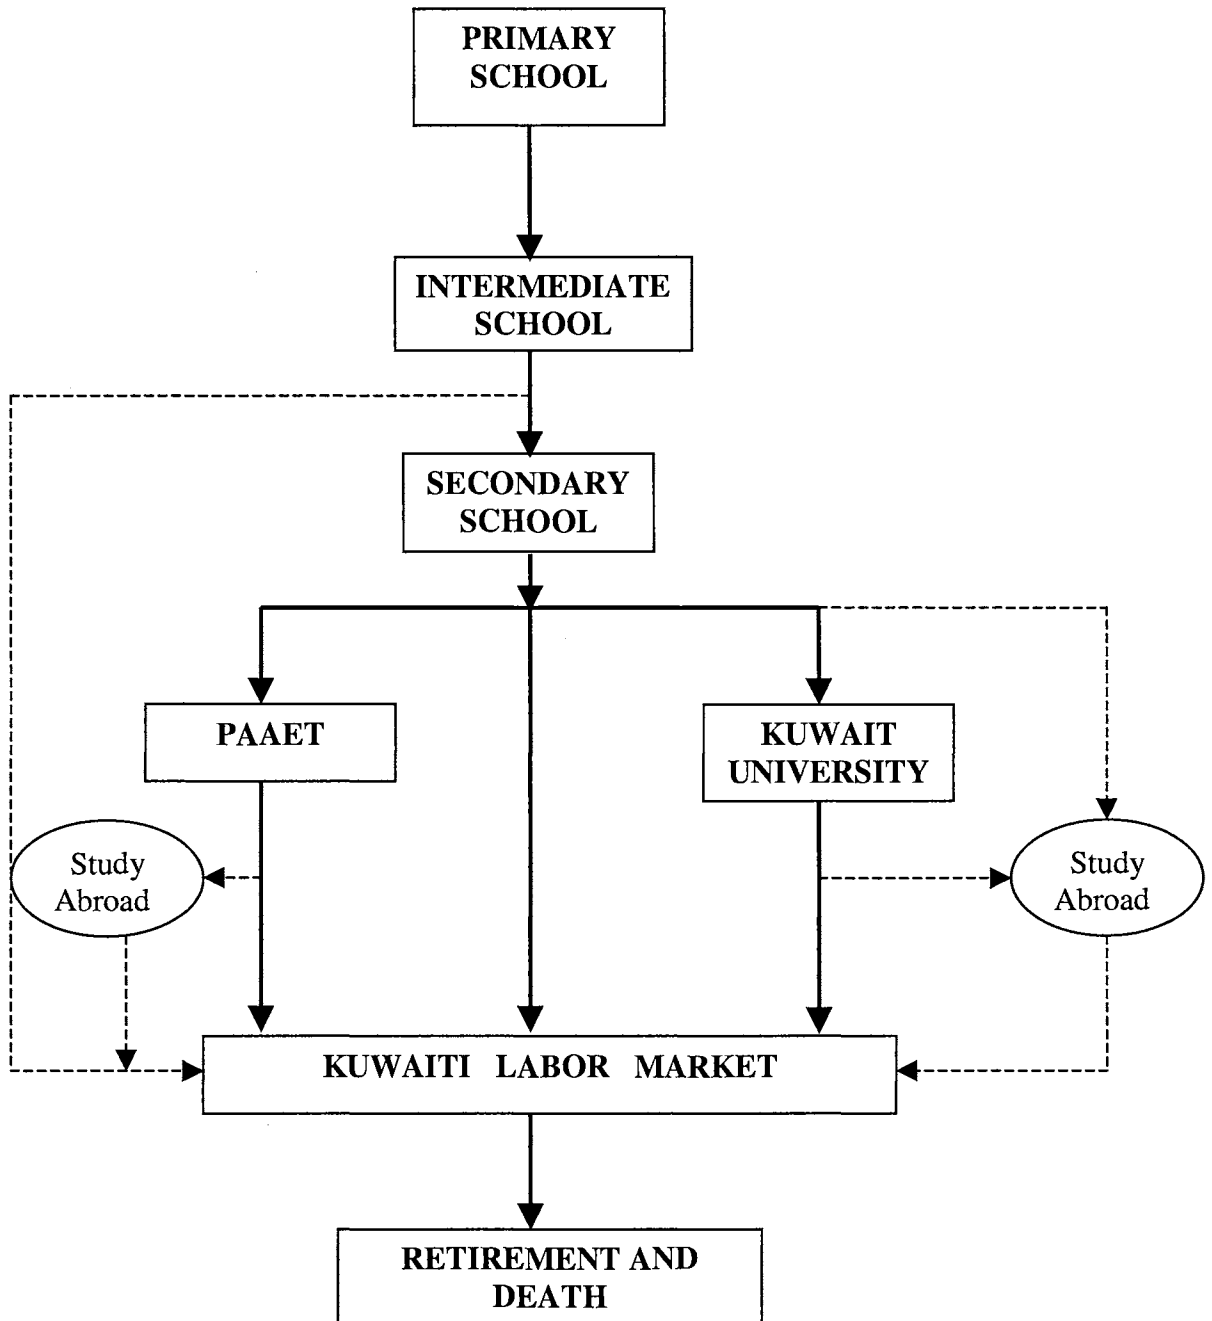 PRIMARY
SCHOOL
INTERMEDIATE
SCHOOL
SECONDARY
SCHOOL
PAAET
KUWAIT
UNIVERSITY
Study
Abroad
Study
Abroad
KUWAITI LABOR MARKET
RETIREMENT AND
DEATH